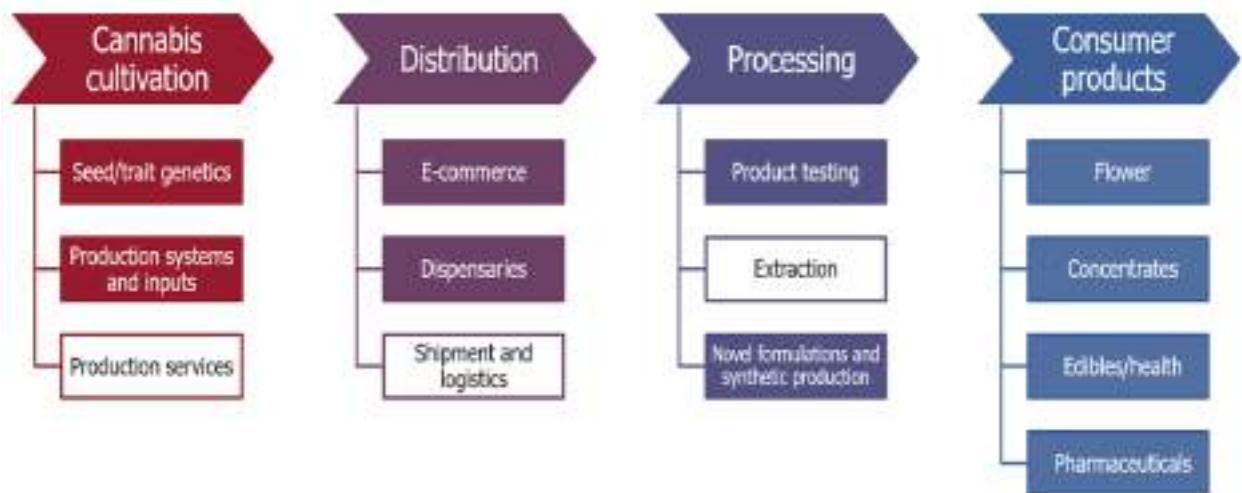 Cannabis
cultivation
Distribution
Processing
Consumer
products
Seed/trait genetics
Production systems
and inputs
Production services
E-commerce
Dispensaries
Shipment and
logistics
Product testing
Extraction
Novel formulations and
synthetic production
Flower
Concentrates
Edibles/health
Pharmaceuticals